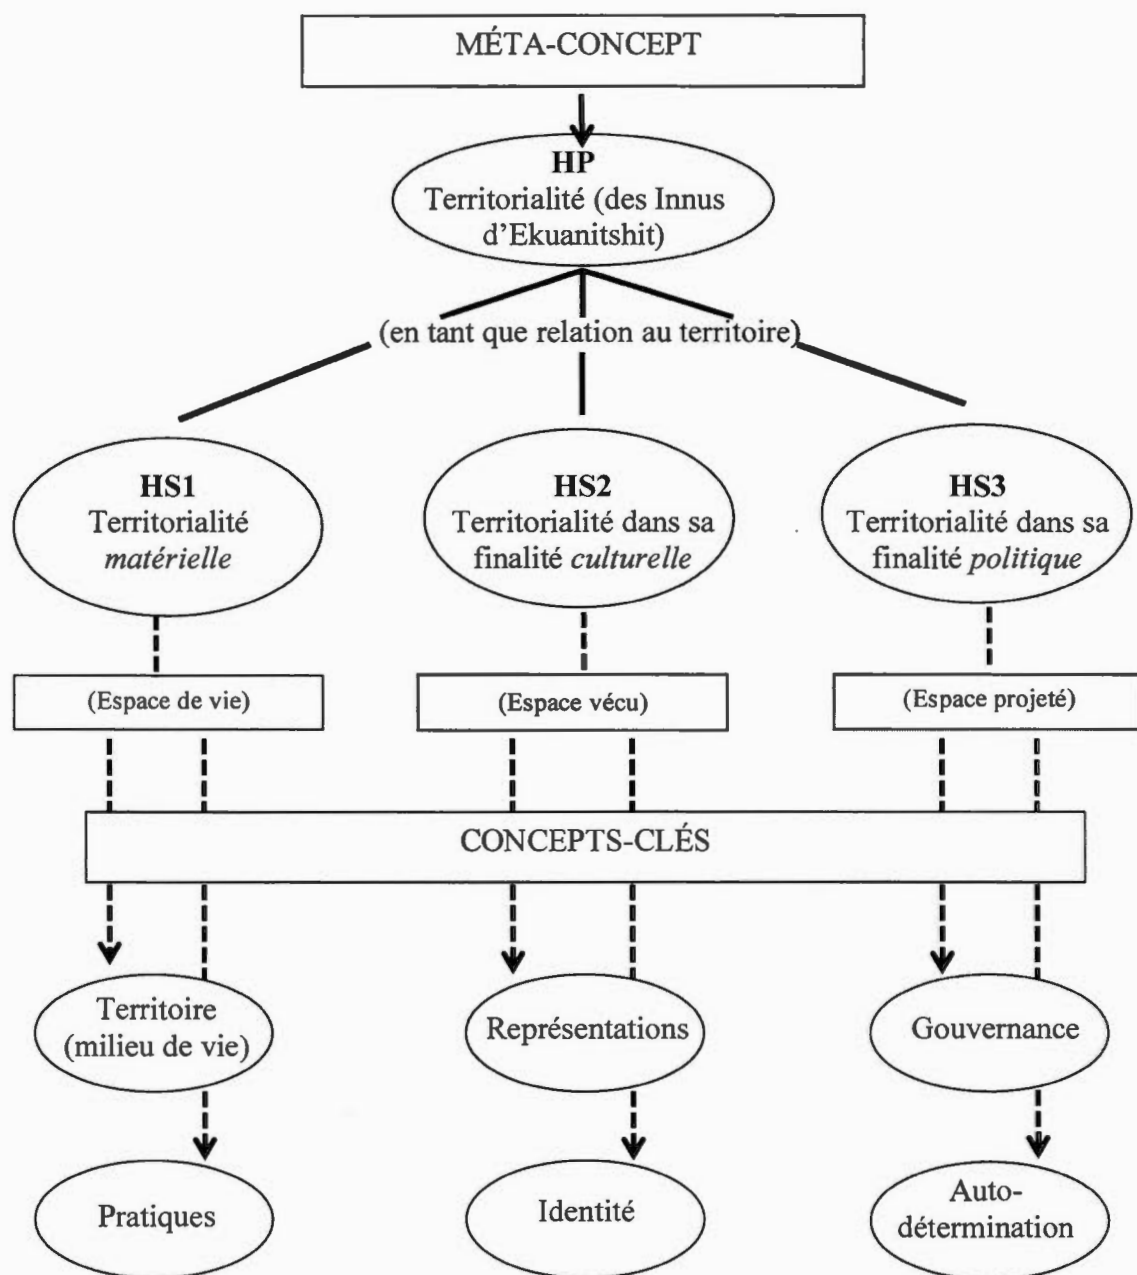 MÉTA-CONCEPT
HP
Territorialité (des Innus
d'Ekuanitshit)
(en tant que relation au territoire)
HS1
Territorialité
matérielle
HS2
Territorialité dans sa
finalité culturelle
HS3
Territorialité dans sa
finalité politique
(Espace de vie)
(Espace vécu)
(Espace projeté)
CONCEPTS-CLÉS
Territoire
(milieu de vie)
Représentations
Gouvernance
Pratiques
Identité
Auto-
détermination